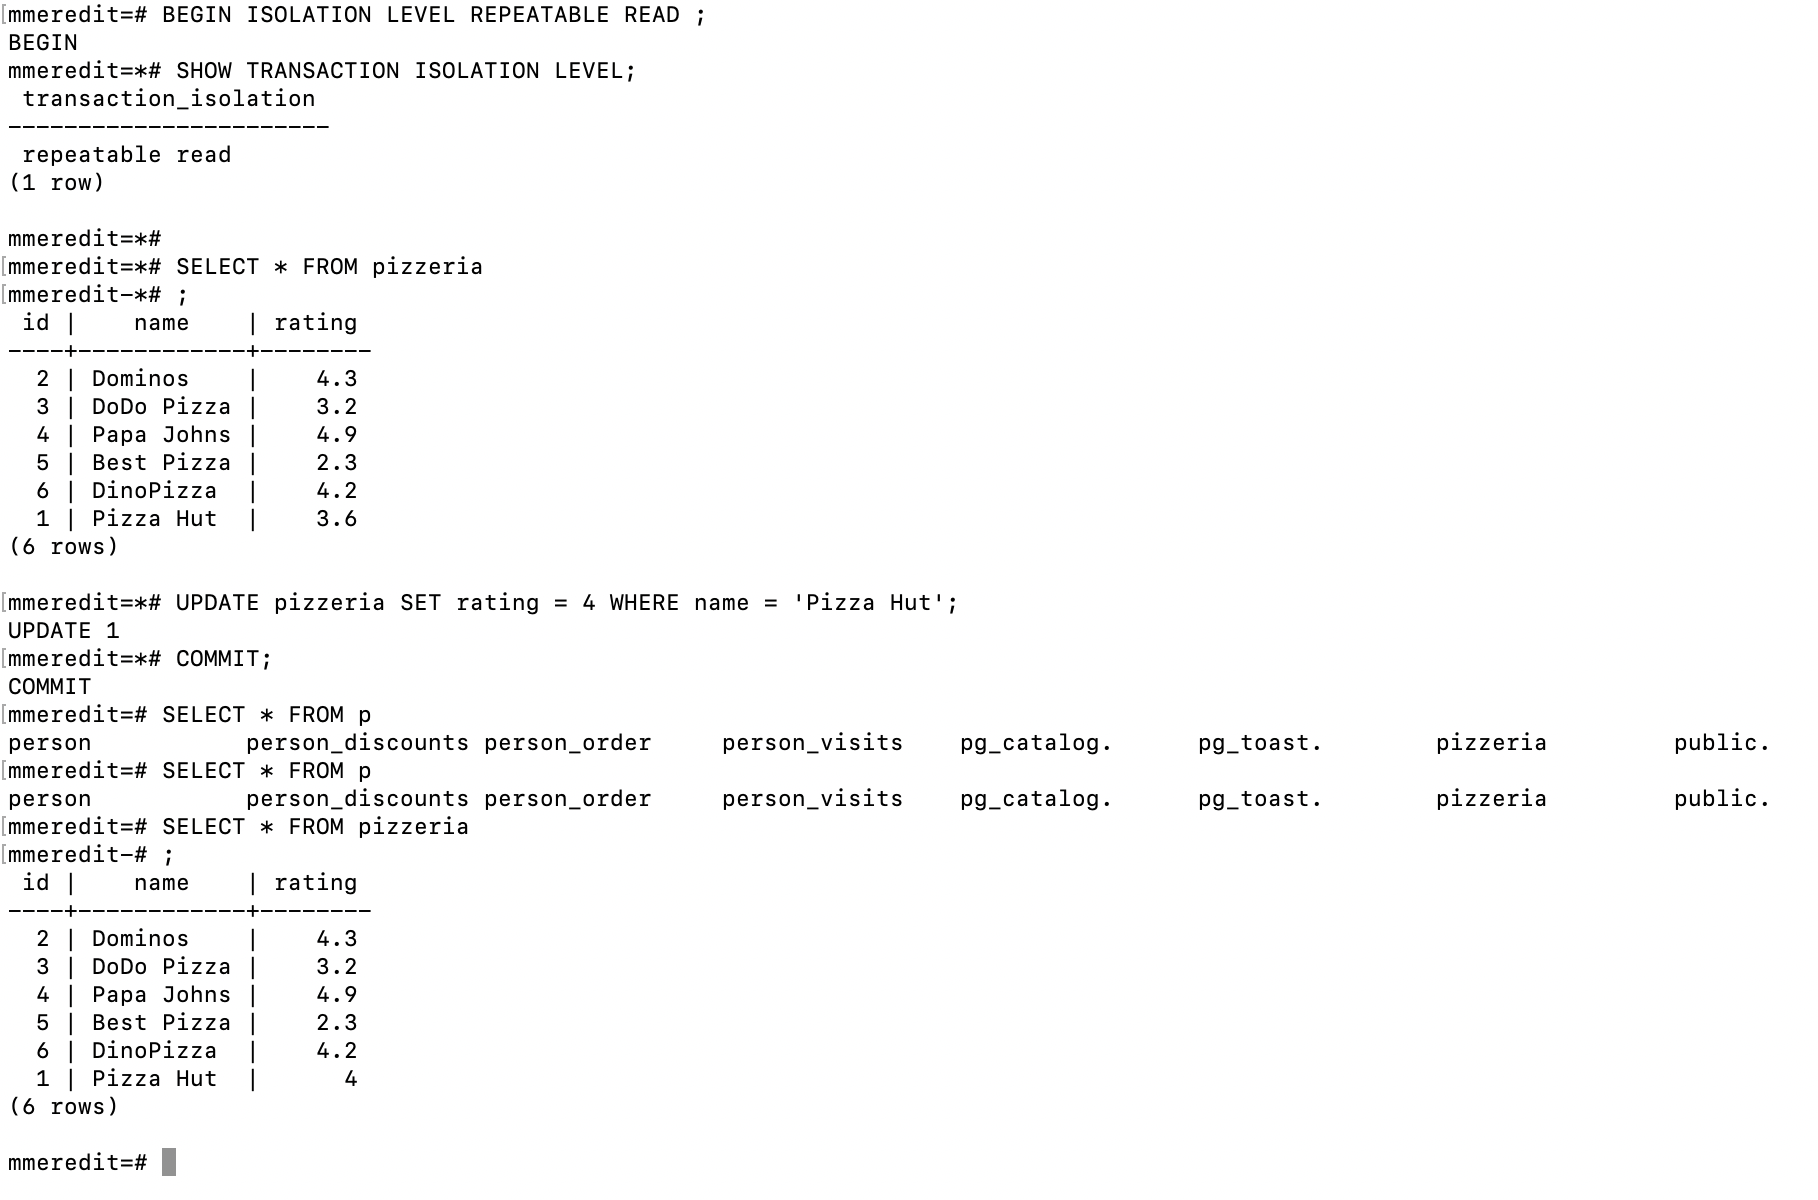 [mmeredit=# BEGIN ISOLATION LEVEL REPEATABLE READ ;
BEGIN
mmeredit=*# SHOW TRANSACTION ISOLATION LEVEL;
 transaction_isolation
-----------------------
 repeatable read
(1 row)

mmeredit=*#
[mmeredit=*# SELECT * FROM pizzeria
[mmeredit-*# ;
 id |    name    | rating
----+------------+--------
  2 | Dominos    |    4.3
  3 | DoDo Pizza |    3.2
  4 | Papa Johns |    4.9
  5 | Best Pizza |    2.3
  6 | DinoPizza  |    4.2
  1 | Pizza Hut  |    3.6
(6 rows)

[mmeredit=*# UPDATE pizzeria SET rating = 4 WHERE name = 'Pizza Hut';
UPDATE 1
[mmeredit=*# COMMIT;
COMMIT
[mmeredit=# SELECT * FROM p
person           person_discounts person_order     person_visits    pg_catalog.      pg_toast.        pizzeria         public.
[mmeredit=# SELECT * FROM p
person           person_discounts person_order     person_visits    pg_catalog.      pg_toast.        pizzeria         public.
[mmeredit=# SELECT * FROM pizzeria
[mmeredit-# ;
 id |    name    | rating
----+------------+--------
  2 | Dominos    |    4.3
  3 | DoDo Pizza |    3.2
  4 | Papa Johns |    4.9
  5 | Best Pizza |    2.3
  6 | DinoPizza  |    4.2
  1 | Pizza Hut  |      4
(6 rows)

mmeredit=#